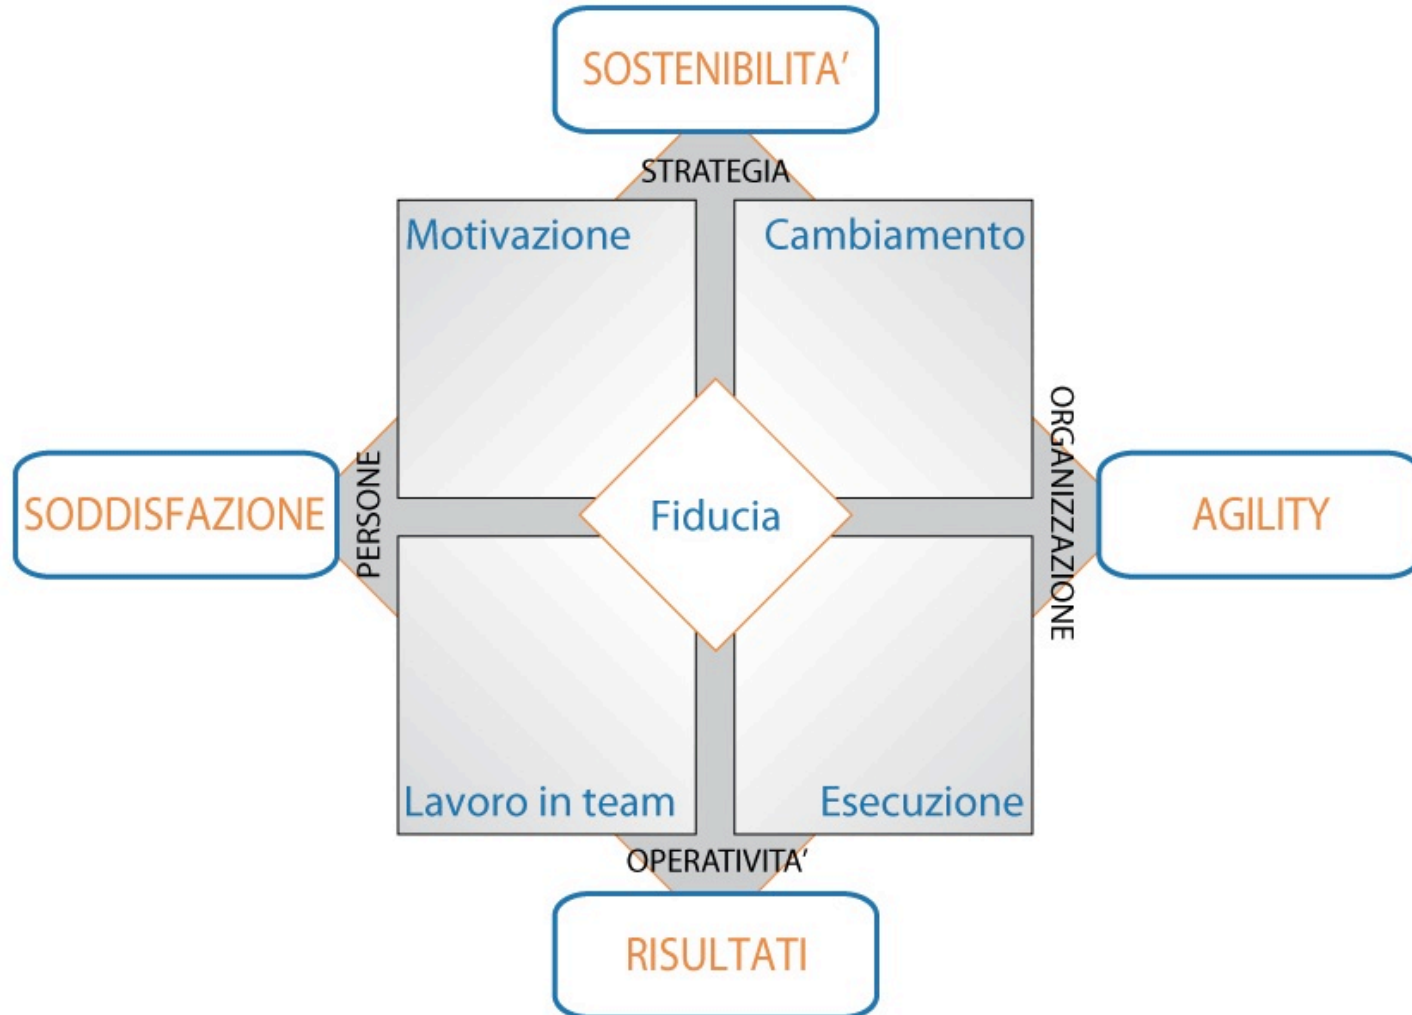 SOSTENIBILITA'
STRATEGIA
Motivazione
Cambiamento
SODDISFAZIONE
PERSONE
Fiducia
ORGANIZZAZIONE
AGILITY
Lavoro in team
Esecuzione
OPERATIVITA'
RISULTATI